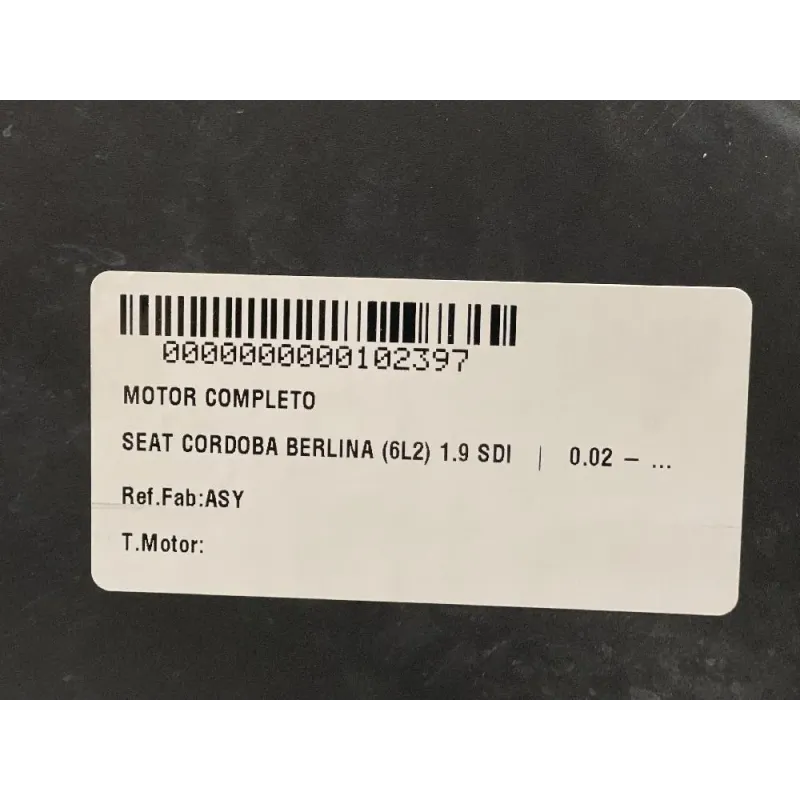 0000000000102397
MOTOR COMPLETO
SEAT CORDOBA BERLINA (6L2) 1.9 SDI | 0.02 – ...
Ref.Fab:ASY
T.Motor: